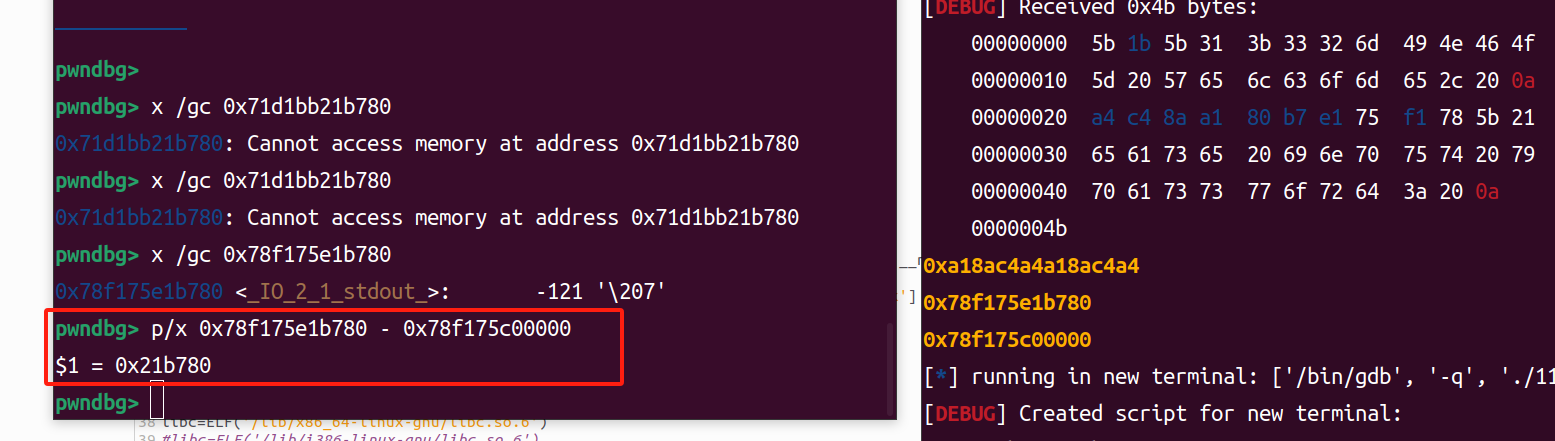 pwndbg>
pwndbg> x /gc 0x71d1bb21b780
0x71d1bb21b780: Cannot access memory at address 0x71d1bb21b780
pwndbg> x /gc 0x71d1bb21b780
0x71d1bb21b780: Cannot access memory at address 0x71d1bb21b780
pwndbg> x /gc 0x78f175e1b780
0x78f175e1b780 <_IO_2_1_stdout_>: -121 '\207'
pwndbg> p/x 0x78f175e1b780 - 0x78f175c00000
$1 = 0x21b780
pwndbg>
38 libc=ELF('/lib/x86_64-linux-gnu/libc.so.6')
39 #libc=ELF('/lib/i386-linux-gnu/libc.so.6')
[DEBUG] Received 0x4b bytes:
00000000 5b 1b 5b 31 3b 33 32 6d 49 4e 46 4f
00000010 5d 20 57 65 6c 63 6f 6d 65 2c 20 0a
00000020 a4 c4 8a a1 80 b7 e1 75 f1 78 5b 21
00000030 65 61 73 65 20 69 6e 70 75 74 20 79
00000040 70 61 73 73 77 6f 72 64 3a 20 0a
0000004b
0xa18ac4a4a18ac4a4
0x78f175e1b780
0x78f175c00000
[*] running in new terminal: ['/bin/gdb', '-q', './11
[DEBUG] Created script for new terminal: